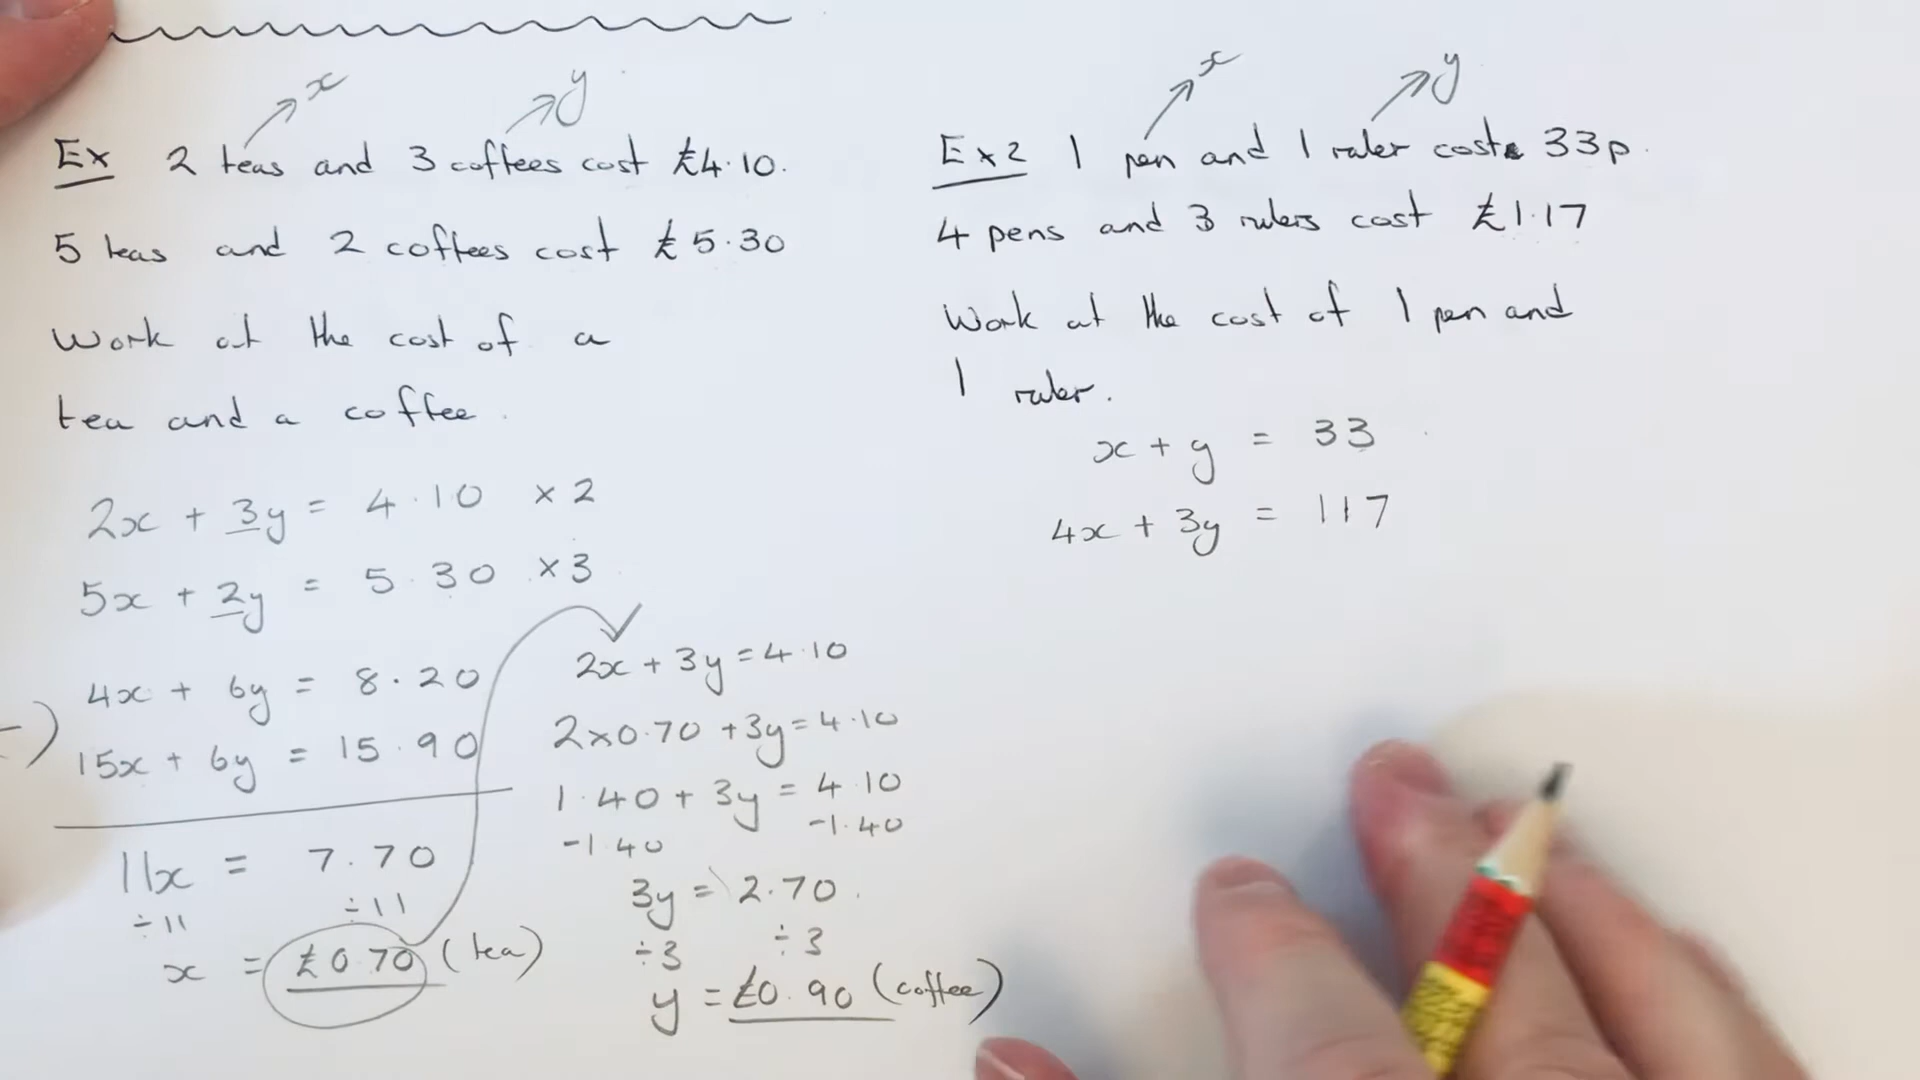 x
y
Ex 2 teas and 3 coffees cost £4.10.
5 teas and 2 coffees cost £5.30
Work out the cost of a
tea and a coffee.
2x + 3y = 4.10 ×2
5x + 2y = 5.30 ×3
4x + 6y = 8.20
-) 15x + 6y = 15.90
11x = 7.70
÷11 ÷11
x = £0.70 (tea)
2x + 3y = 4.10
2×0.70 + 3y = 4.10
1.40 + 3y = 4.10
-1.40 -1.40
3y = 2.70
÷3 ÷3
y = £0.90 (coffee)
x
y
Ex2 1 pen and 1 ruler cost 33p.
4 pens and 3 rulers cost £1.17
Work out the cost of 1 pen and
1 ruler.
x + y = 33
4x + 3y = 117